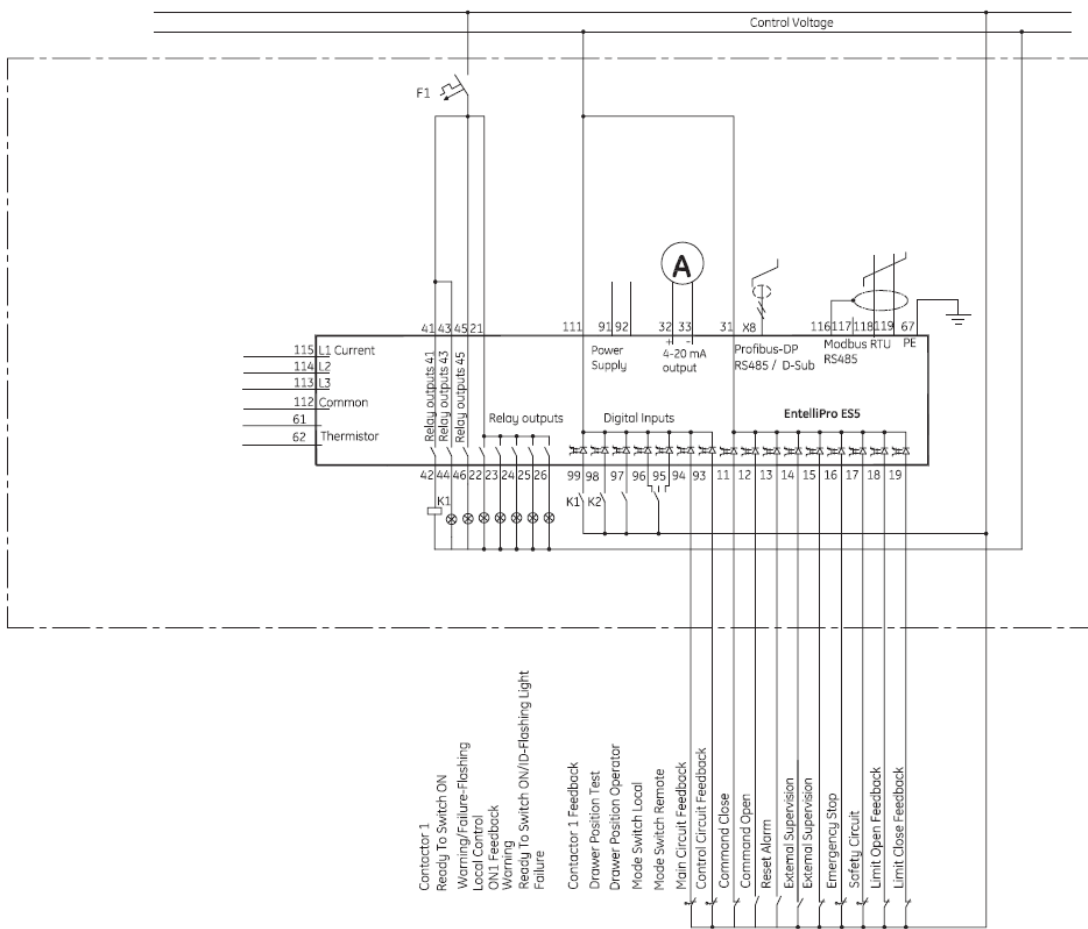 Control Voltage
F1
A
41 43 45 21
111
91 92
32 33
31
X8
116 117 118 119
67
+ -
115 L1 Current
114 L2
113 L3
112 Common
61
62 Thermistor
Relay outputs 41
Relay outputs 43
Relay outputs 45
Relay outputs
Power
Supply
4-20 mA
output
Digital Inputs
Profibus-DP
RS485 / D-Sub
Modbus RTU
RS485
PE
EntelliPro ES5
42 44 46 22 23 24 25 26
99 98 97 96 95 94 93 11 12 13 14 15 16 17 18 19
K1
K1 K2
Contactor 1
Ready To Switch ON
Warning/Failure-Flashing
Local Control
ON1 Feedback
Warning
Ready To Switch ON/ID-Flashing Light
Failure
Contactor 1 Feedback
Drawer Position Test
Drawer Position Operator
Mode Switch Local
Mode Switch Remote
Main Circuit Feedback
Control Circuit Feedback
Command Close
Command Open
Reset Alarm
External Supervision
External Supervision
Emergency Stop
Safety Circuit
Limit Open Feedback
Limit Close Feedback